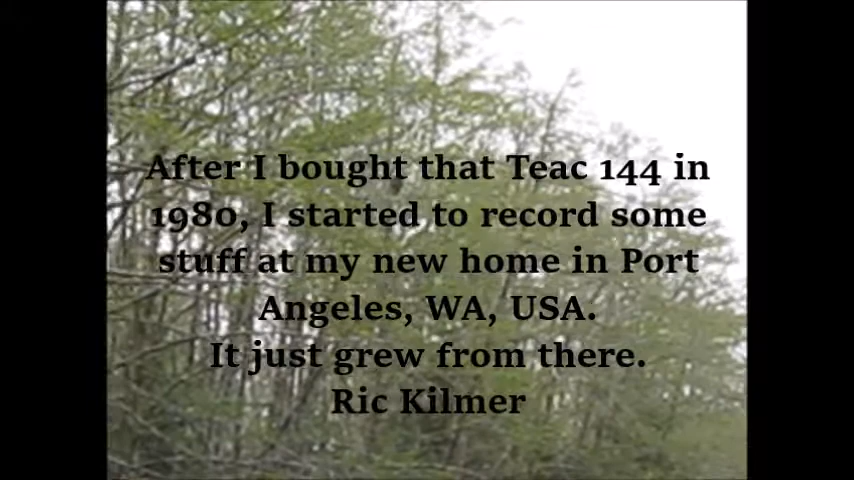 After I bought that Teac 144 in
1980, I started to record some
stuff at my new home in Port
Angeles, WA, USA.
It just grew from there.
Ric Kilmer